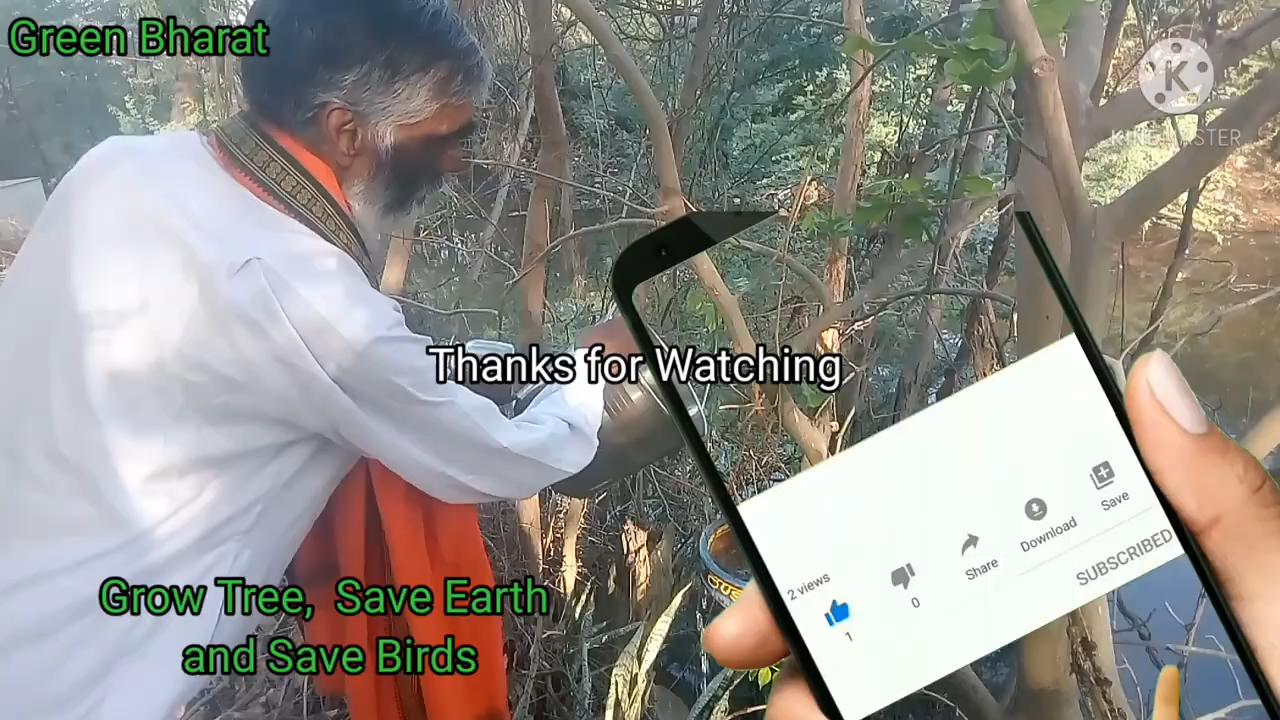 Green Bharat
K
KINEMASTER
Thanks for Watching
2 views
1
0
Share
Download
Save
SUBSCRIBED
Grow Tree, Save Earth
and Save Birds